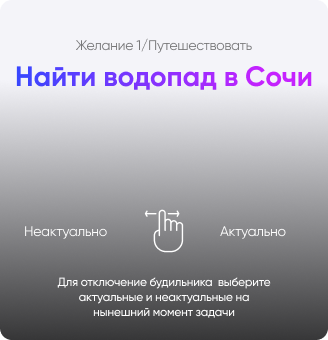 Желание 1/Путешествовать
Найти водопад в Сочи
Неактуально
Актуально
Для отключение будильника выберите
актуальные и неактуальные на
нынешний момент задачи